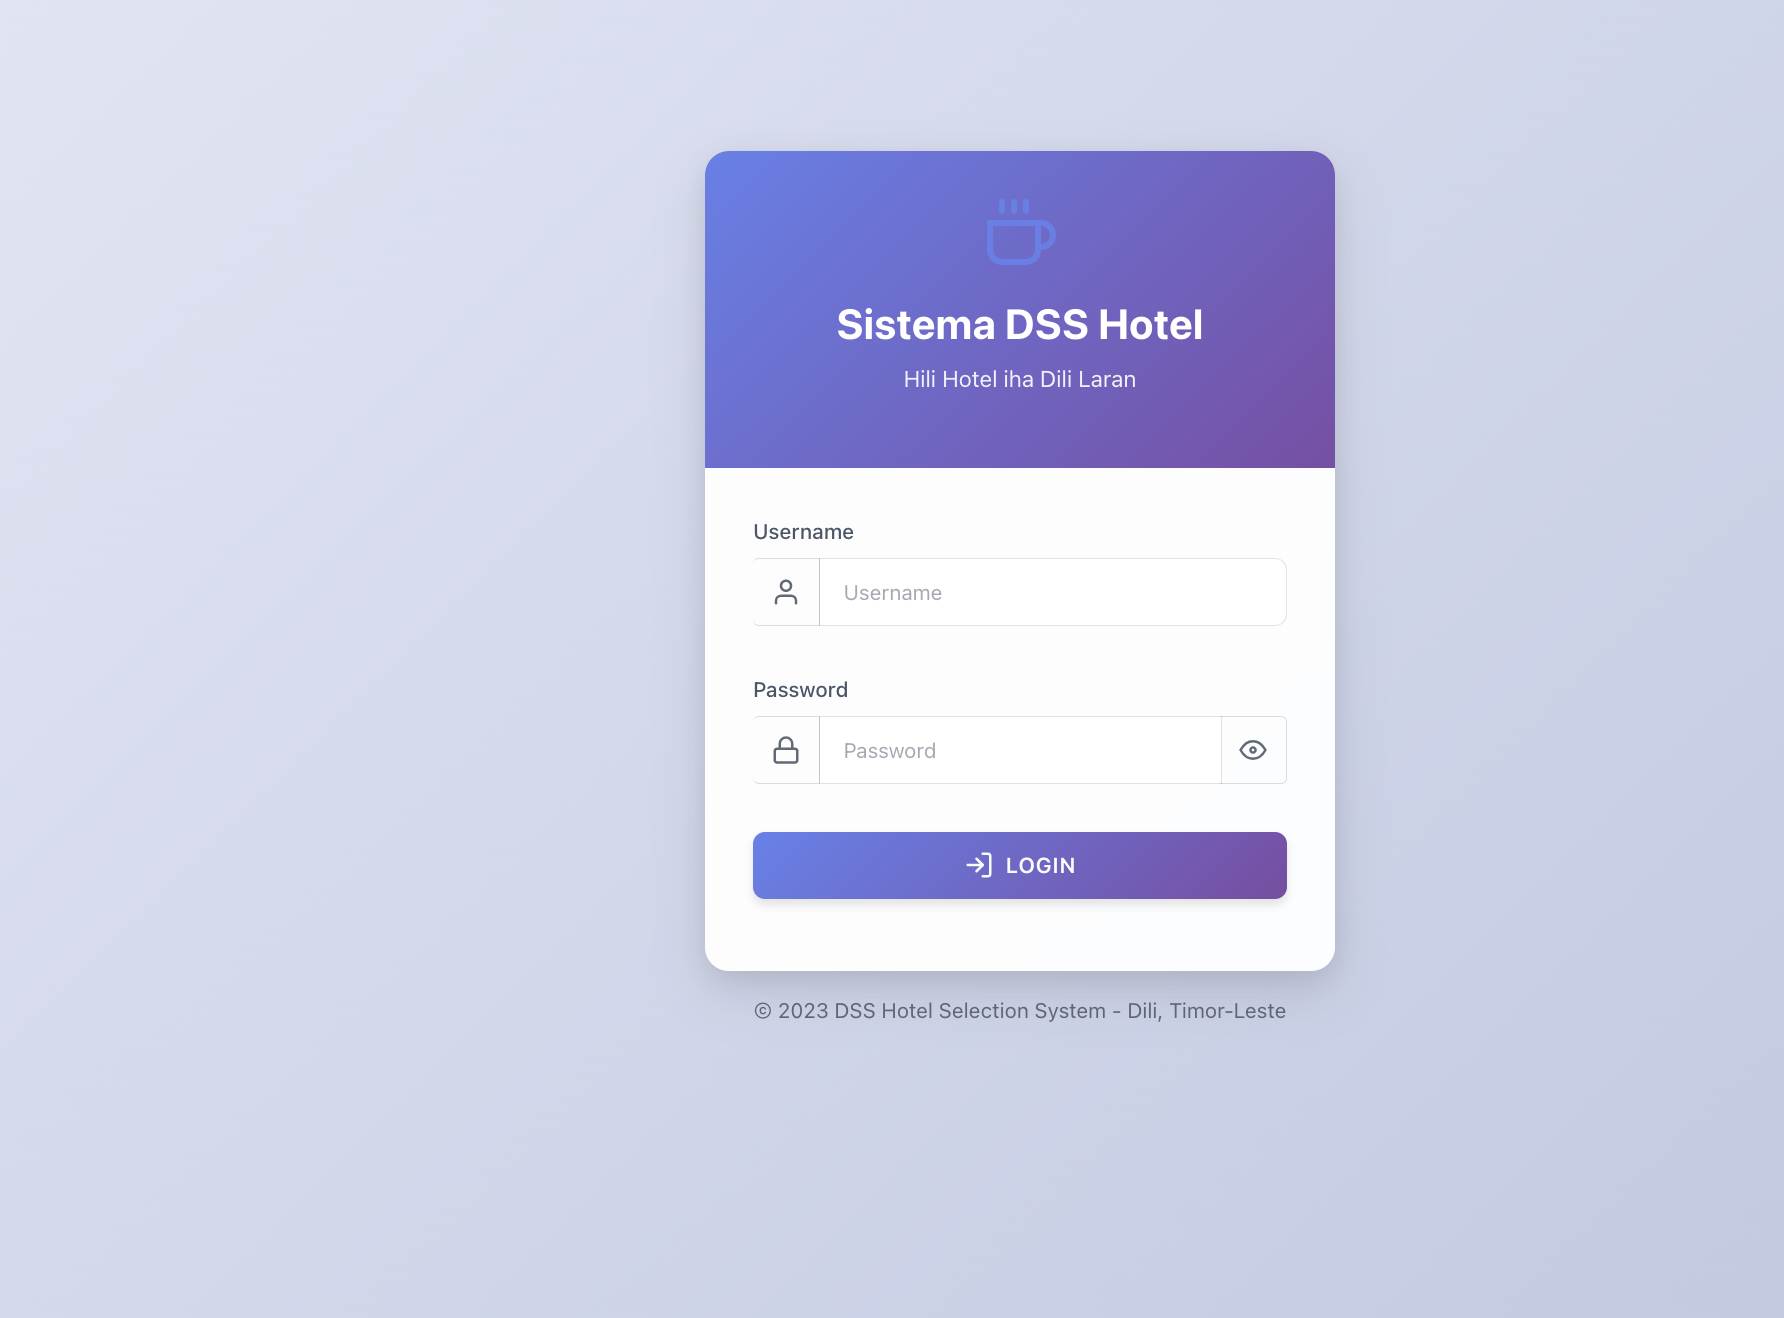 Sistema DSS Hotel
Hili Hotel iha Dili Laran
Username
Username
Password
Password
LOGIN
© 2023 DSS Hotel Selection System - Dili, Timor-Leste